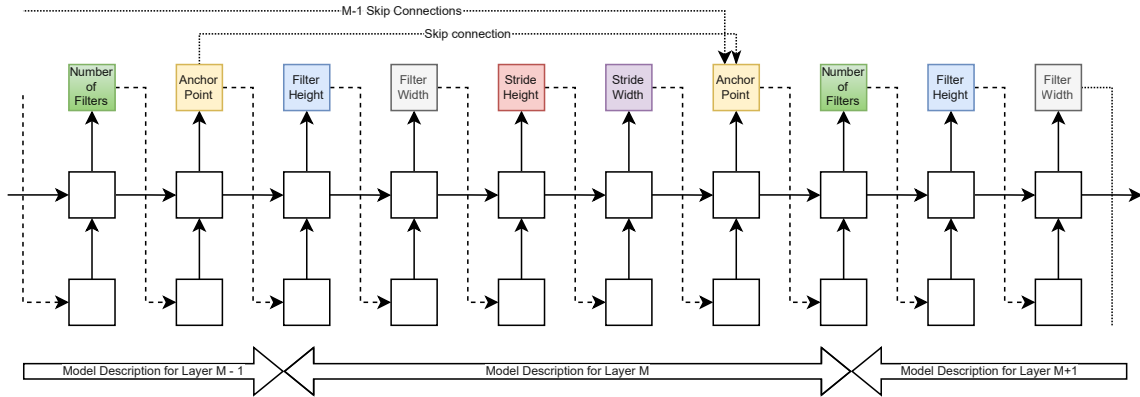 M-1 Skip Connections
Skip connection
Number
of
Filters
Anchor
Point
Filter
Height
Filter
Width
Stride
Height
Stride
Width
Anchor
Point
Number
of
Filters
Filter
Height
Filter
Width
Model Description for Layer M - 1
Model Description for Layer M
Model Description for Layer M+1